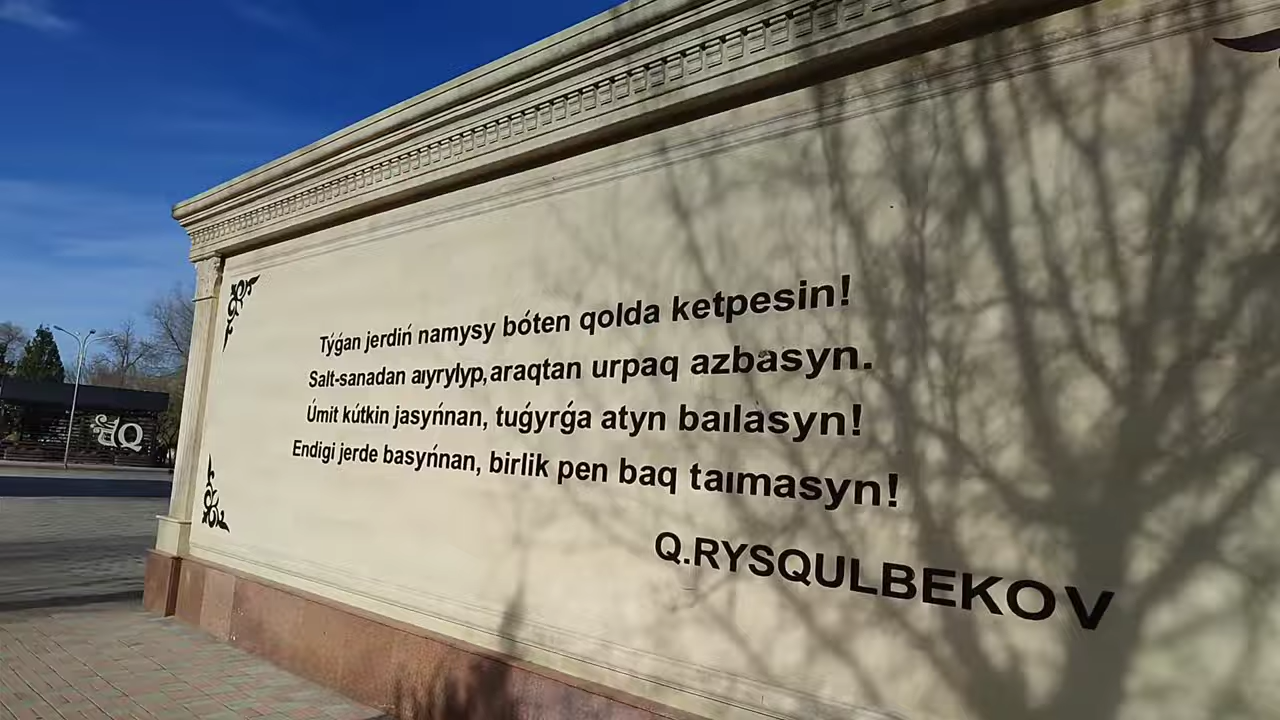 Týǵan jerdiń namysy bóten qolda ketpesin!
Salt-sanadan aıyrylyp, araqtan urpaq azbasyn.
Úmit kútkin jasyńnan, tuǵyrǵa atyn baılasyn!
Endigi jerde basyńnan, birlik pen baq taımasyn!
Q.RYSQULBEKOV